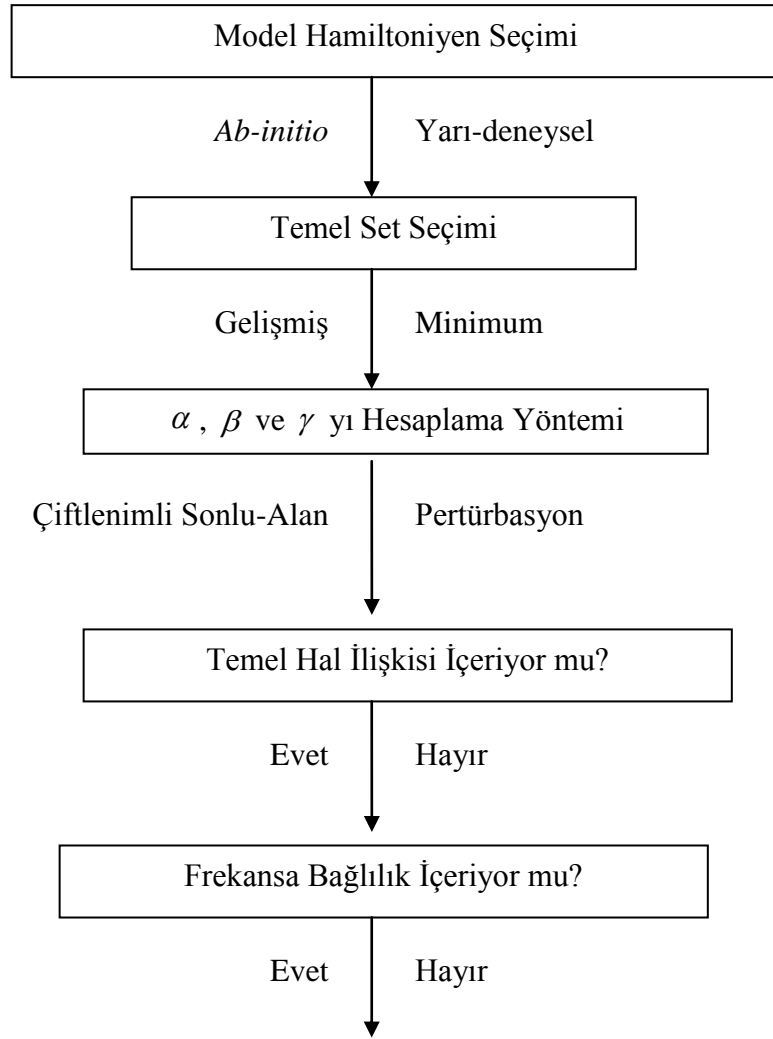 Model Hamiltoniyen Seçimi
Ab-initio Yarı-deneysel
Temel Set Seçimi
Gelişmiş Minimum
α , β ve γ yı Hesaplama Yöntemi
Çiftlenimli Sonlu-Alan Pertürbasyon
Temel Hal İlişkisi İçeriyor mu?
Evet Hayır
Frekansa Bağlılık İçeriyor mu?
Evet Hayır